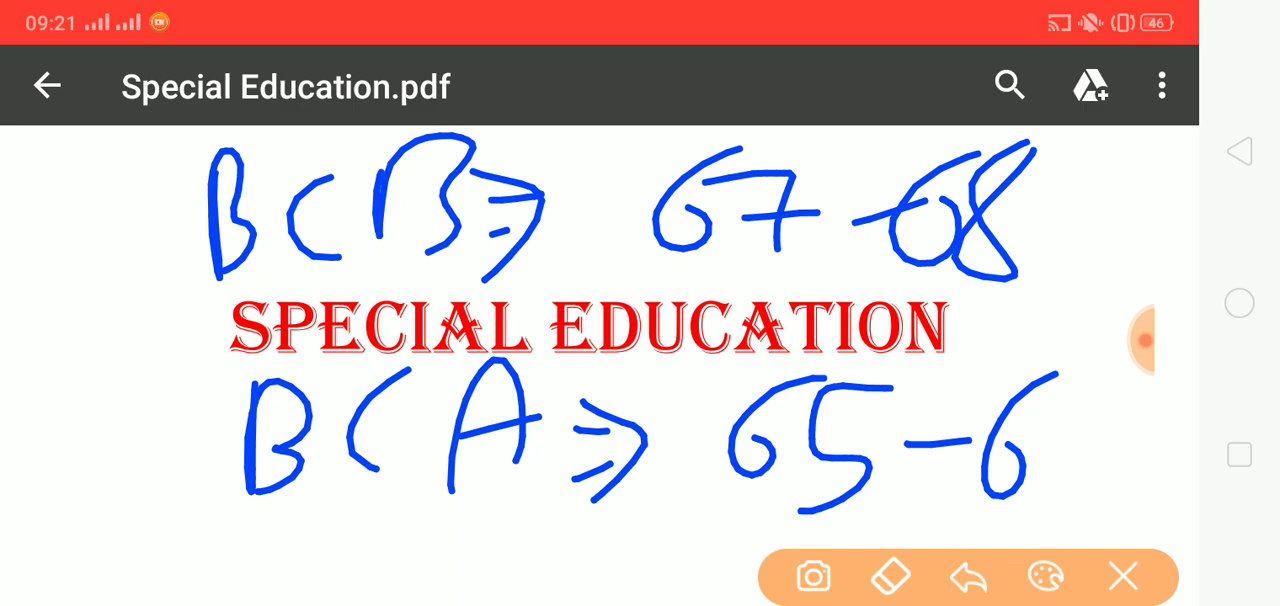 09:21 46
Special Education.pdf
BCB ⇒ 67-68
SPECIAL EDUCATION
BCA ⇒ 65-6